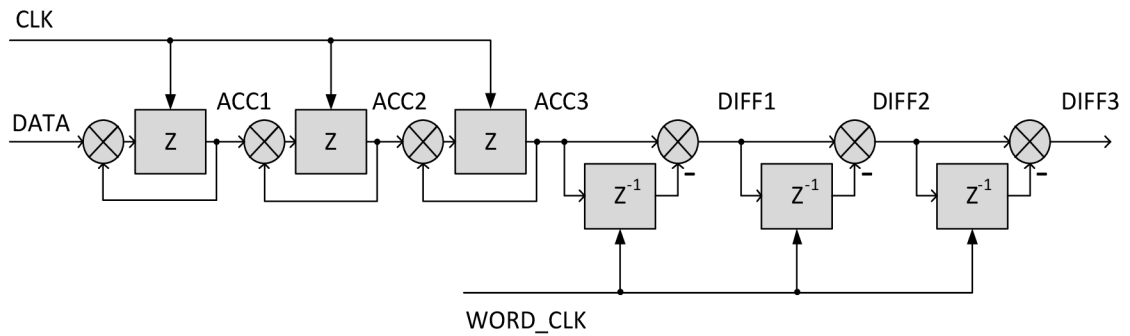 CLK
DATA
ACC1
ACC2
ACC3
DIFF1
DIFF2
DIFF3
Z
Z
Z
Z-1
Z-1
Z-1
-
-
-
WORD_CLK